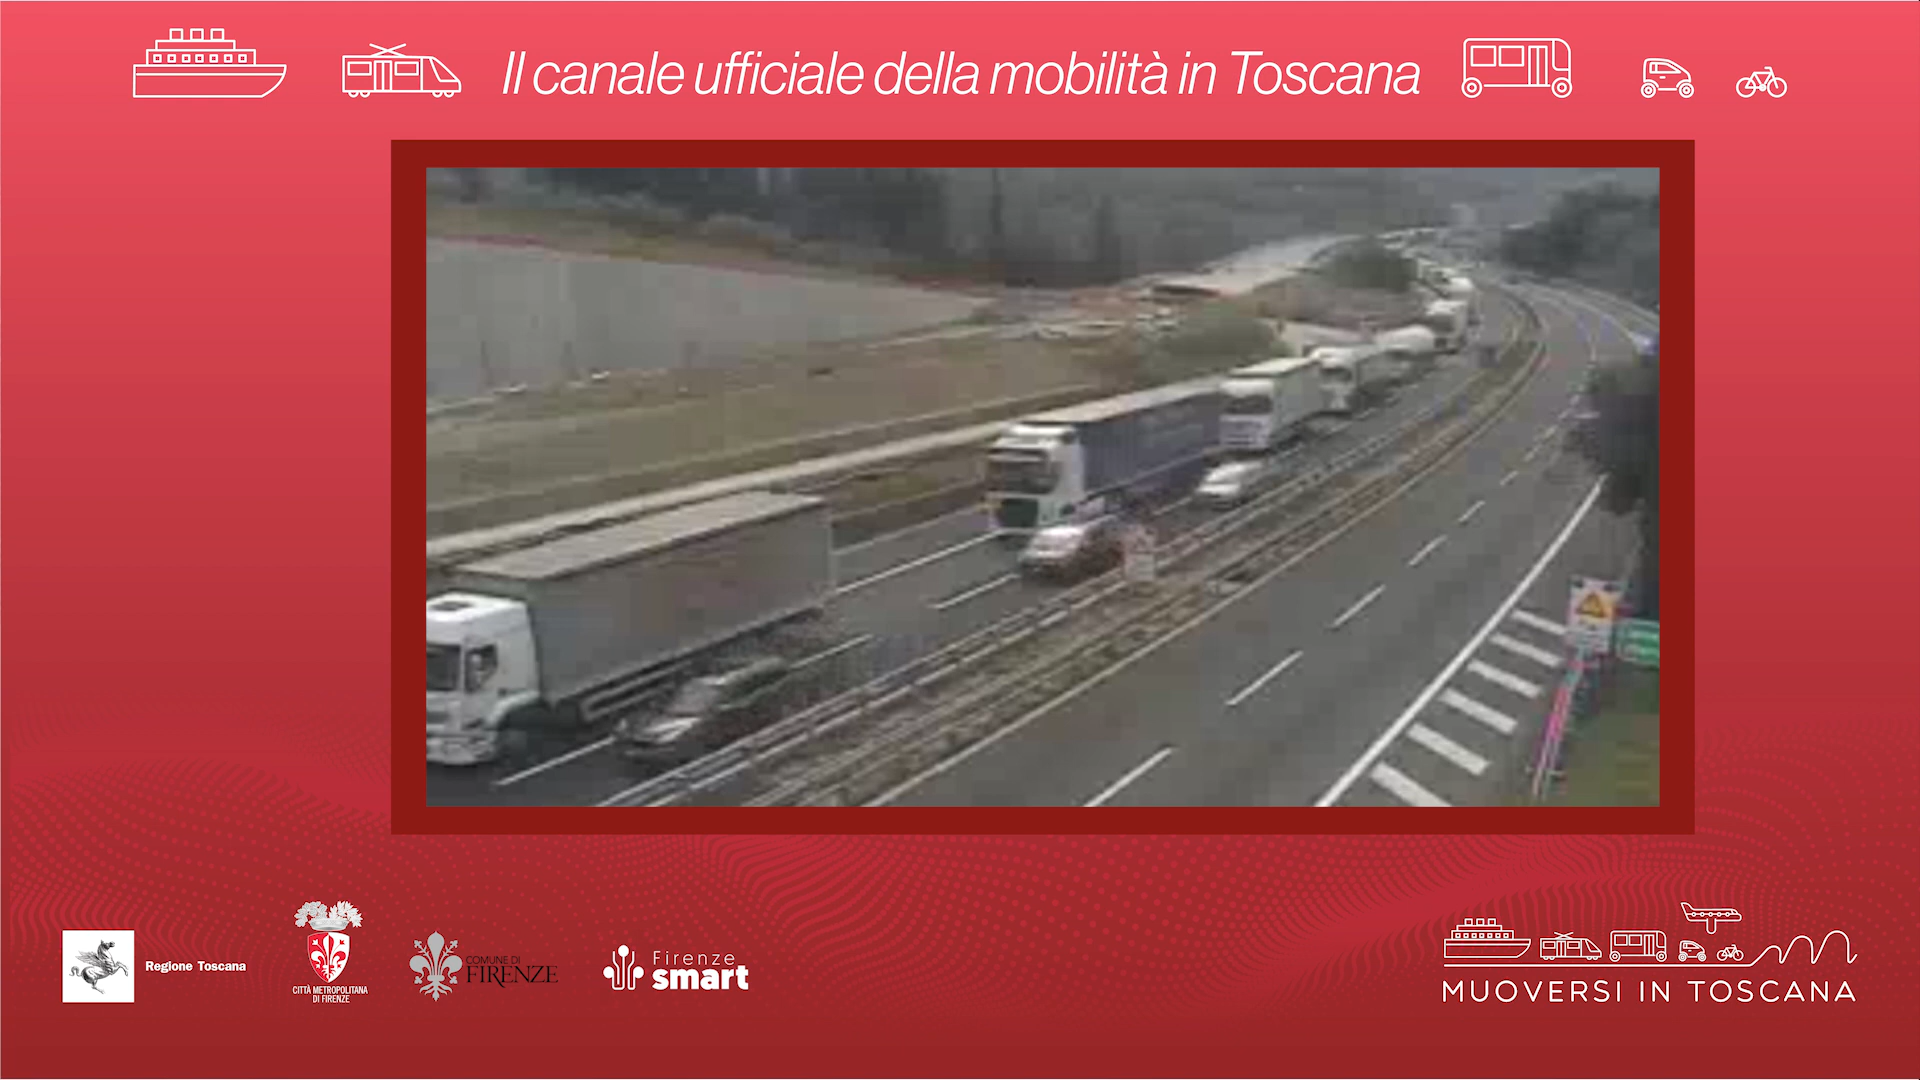 Il canale ufficiale della mobilità in Toscana
Regione Toscana
CITTÀ METROPOLITANA
DI FIRENZE
COMUNE DI
FIRENZE
Firenze
smart
MUOVERSI IN TOSCANA